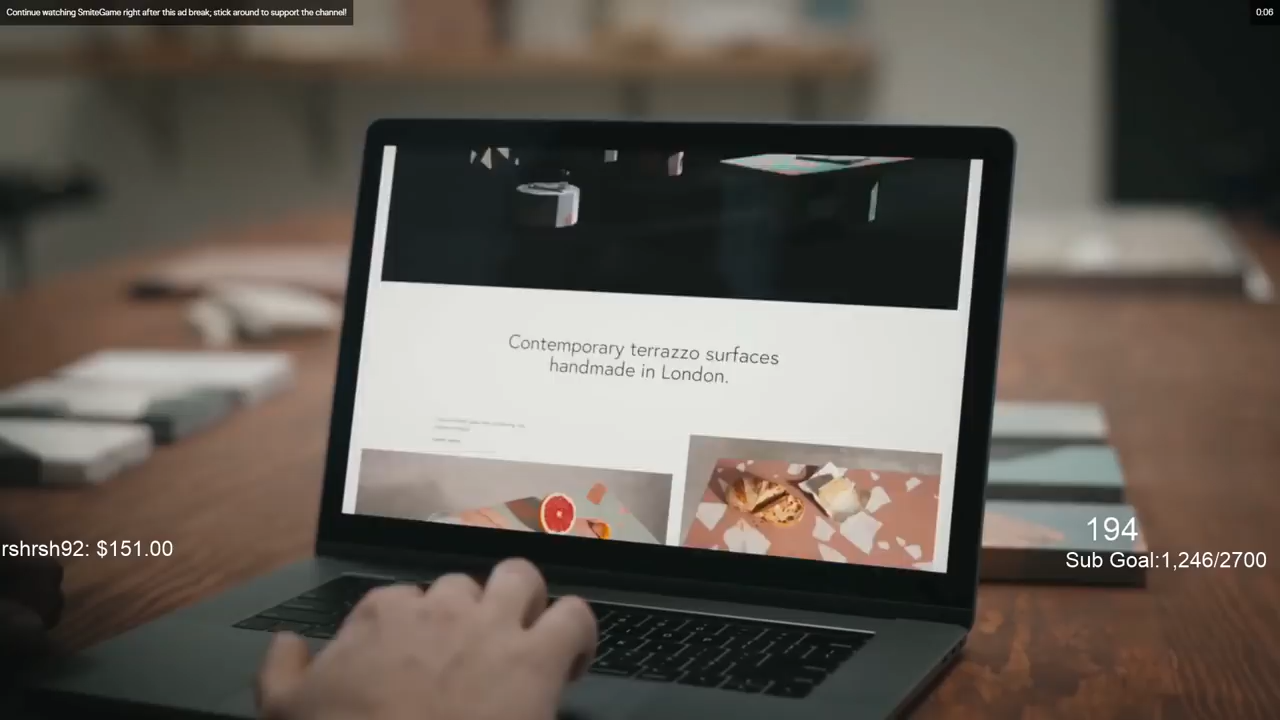 Continue watching SmiteGame right after this ad break; stick around to support the channel!
0:06
Contemporary terrazzo surfaces
handmade in London.
rshrsh92: $151.00
194
Sub Goal:1,246/2700